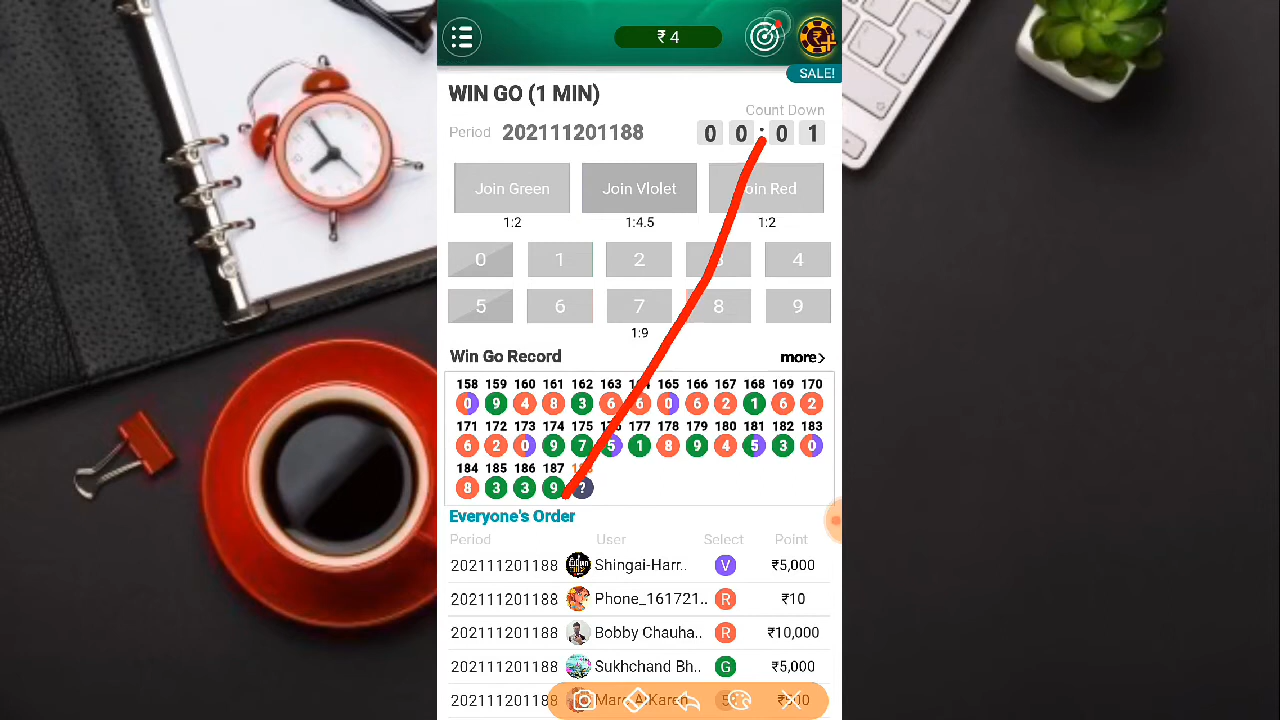 ₹ 4
SALE!
WIN GO (1 MIN)
Count Down
Period 202111201188 0 0 : 0 1
Join Green Join Vlolet Red
1:2 1:4.5 1:2
0 1 2 3 4
5 6 7 8 9
1:9
Win Go Record more>
158 159 160 161 162 163 164 165 166 167 168 169 170
0 9 4 8 3 6 6 0 6 2 1 6 2
171 172 173 174 175 176 177 178 179 180 181 182 183
6 2 0 9 7 5 1 8 9 4 5 3 0
184 185 186 187 188
8 3 3 9 ?
Everyone's Order
Period User Select Point
202111201188 Shingai-Harr.. V ₹5,000
202111201188 Phone_161721.. R ₹10
202111201188 Bobby Chauha.. R ₹10,000
202111201188 Sukhchand Bh.. G ₹5,000
202111201188